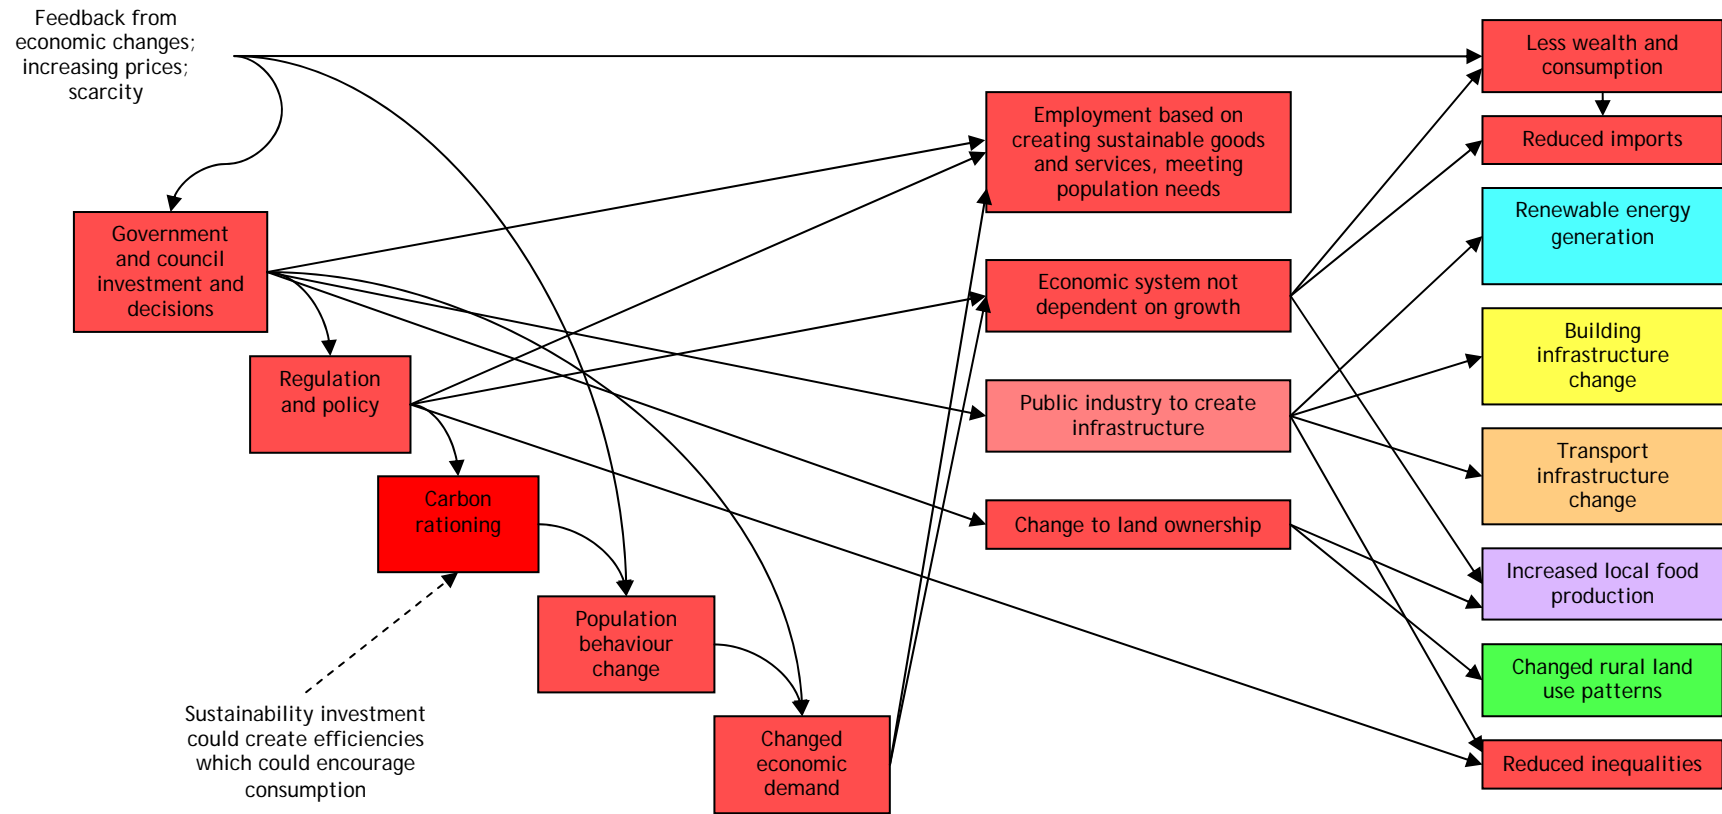 Feedback from
economic changes;
increasing prices;
scarcity
Government
and council
investment and
decisions
Regulation
and policy
Carbon
rationing
Population
behaviour
change
Changed
economic
demand
Sustainability investment
could create efficiencies
which could encourage
consumption
Employment based on
creating sustainable goods
and services, meeting
population needs
Economic system not
dependent on growth
Public industry to create
infrastructure
Change to land ownership
Less wealth and
consumption
Reduced imports
Renewable energy
generation
Building
infrastructure
change
Transport
infrastructure
change
Increased local food
production
Changed rural land
use patterns
Reduced inequalities